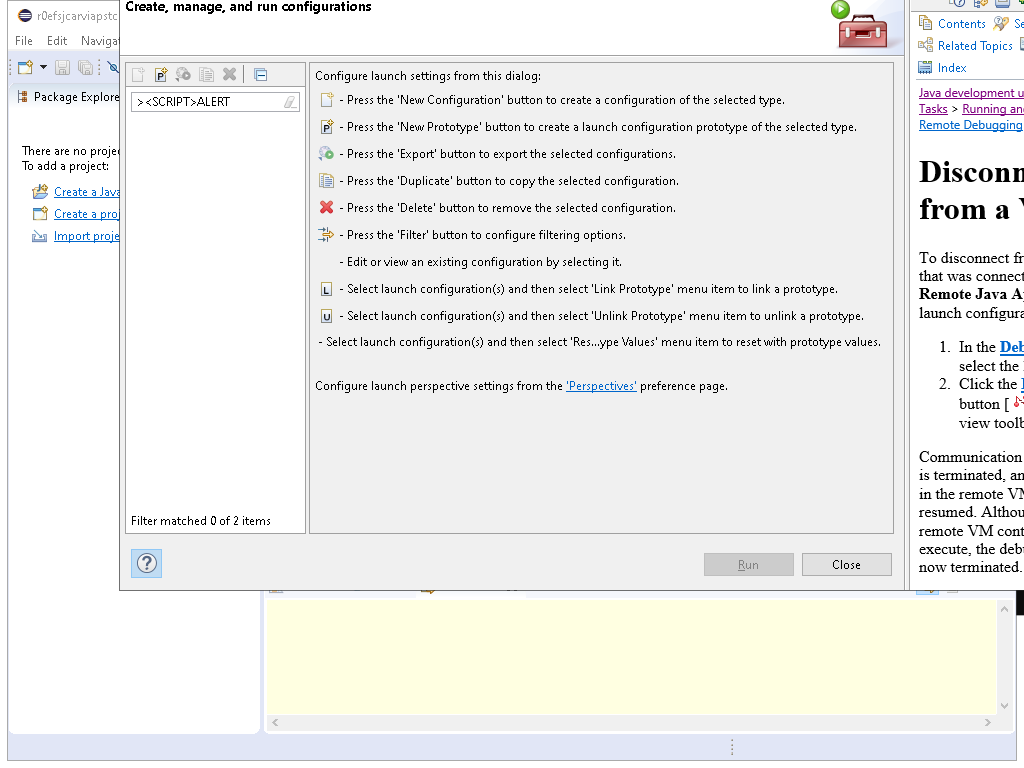 r0efsjcarviapstc
File Edit Naviga
Package Explore
There are no proje
To add a project:
Create a Java
Create a proj
Import proje
Create, manage, and run configurations
><SCRIPT>ALERT
Filter matched 0 of 2 items
Configure launch settings from this dialog:
- Press the 'New Configuration' button to create a configuration of the selected type.
- Press the 'New Prototype' button to create a launch configuration prototype of the selected type.
- Press the 'Export' button to export the selected configurations.
- Press the 'Duplicate' button to copy the selected configuration.
- Press the 'Delete' button to remove the selected configuration.
- Press the 'Filter' button to configure filtering options.
- Edit or view an existing configuration by selecting it.
- Select launch configuration(s) and then select 'Link Prototype' menu item to link a prototype.
- Select launch configuration(s) and then select 'Unlink Prototype' menu item to unlink a prototype.
- Select launch configuration(s) and then select 'Res...ype Values' menu item to reset with prototype values.
Configure launch perspective settings from the 'Perspectives' preference page.
Run Close
Contents Se
Related Topics
Index
Java development u
Tasks > Running and
Remote Debugging
Disconn
from a V
To disconnect fr
that was connect
Remote Java Ap
launch configura
1. In the Deb
select the
2. Click the
button [
view toolb
Communication
is terminated, an
in the remote VM
resumed. Althou
remote VM cont
execute, the debu
now terminated.